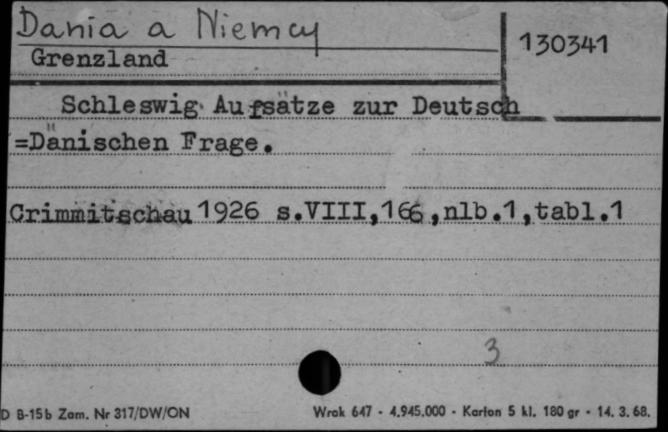 Dania a Niemcy
130341
Grenzland
Schleswig. Aufsätze zur Deutsch
=Dänischen Frage.
Crimmitschau 1926 s.VIII,166,nlb.1,tabl.1
3
D B-15b Zam. Nr 317/DW/ON
Wrok 647 - 4.945.000 - Karton 5 kl. 180 gr - 14. 3. 68.